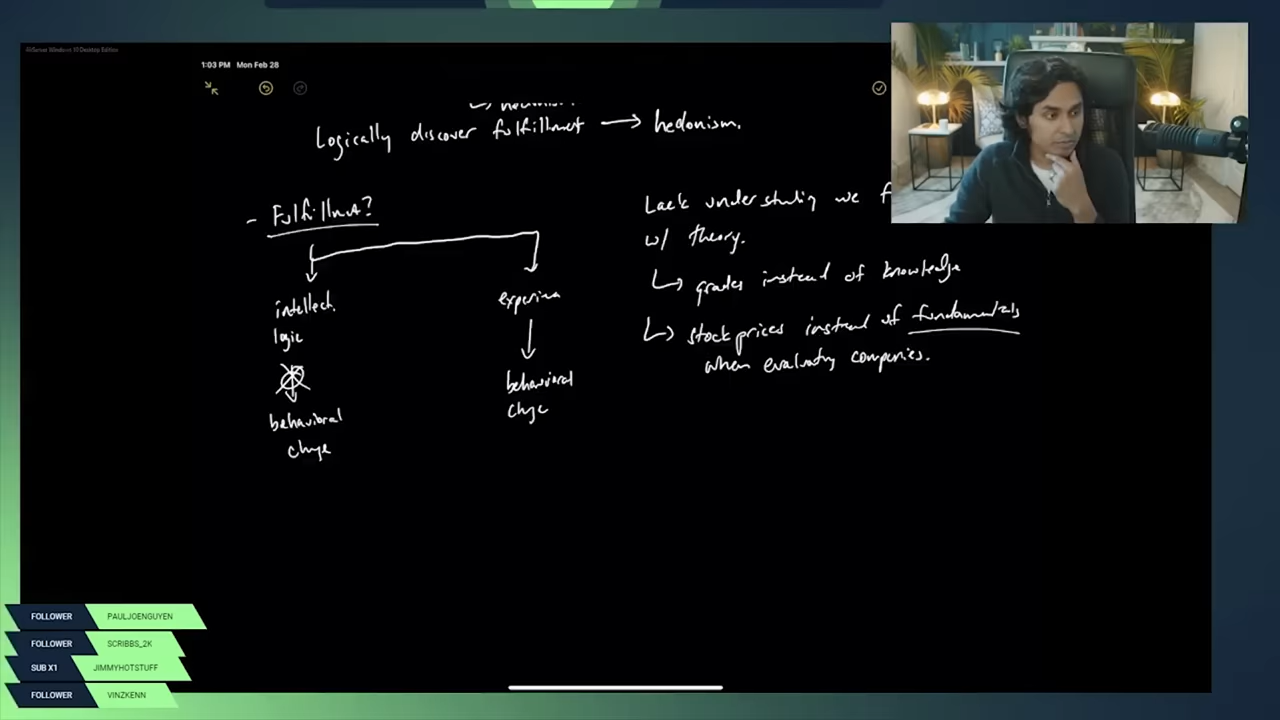 1:03 PM Mon Feb 28
Logically discover fulfillment → hedonism.
- Fulfillment?
intellect.
logic
behavioral
change
experience
behavioral
change
Lack understanding we f
w/ theory.
↳ grades instead of knowledge
↳ stock prices instead of fundamentals
when evaluating companies.
FOLLOWER PAULJOENGUYEN
FOLLOWER SCRIBBS_2K
SUB X1 JIMMYHOTSTUFF
FOLLOWER VINZKENN